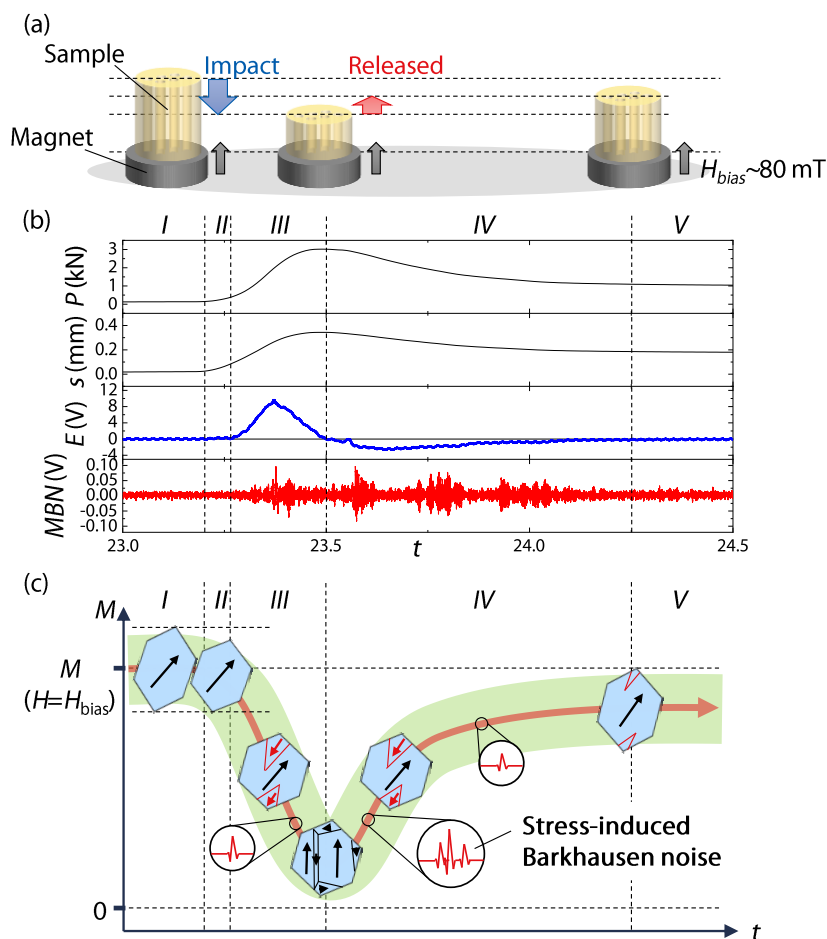 (a)
Sample
Impact
Released
Magnet
H_bias~80 mT
(b)
I II III IV V
P (kN)
3
2
1
0
s (mm)
0.4
0.2
0.0
E (V)
12
8
4
0
-4
MBN (V)
0.10
0.05
0.00
-0.05
-0.10
23.0 23.5 24.0 24.5
t
(c)
I II III IV V
M
M
(H=H_bias)
Stress-induced
Barkhausen noise
0
t